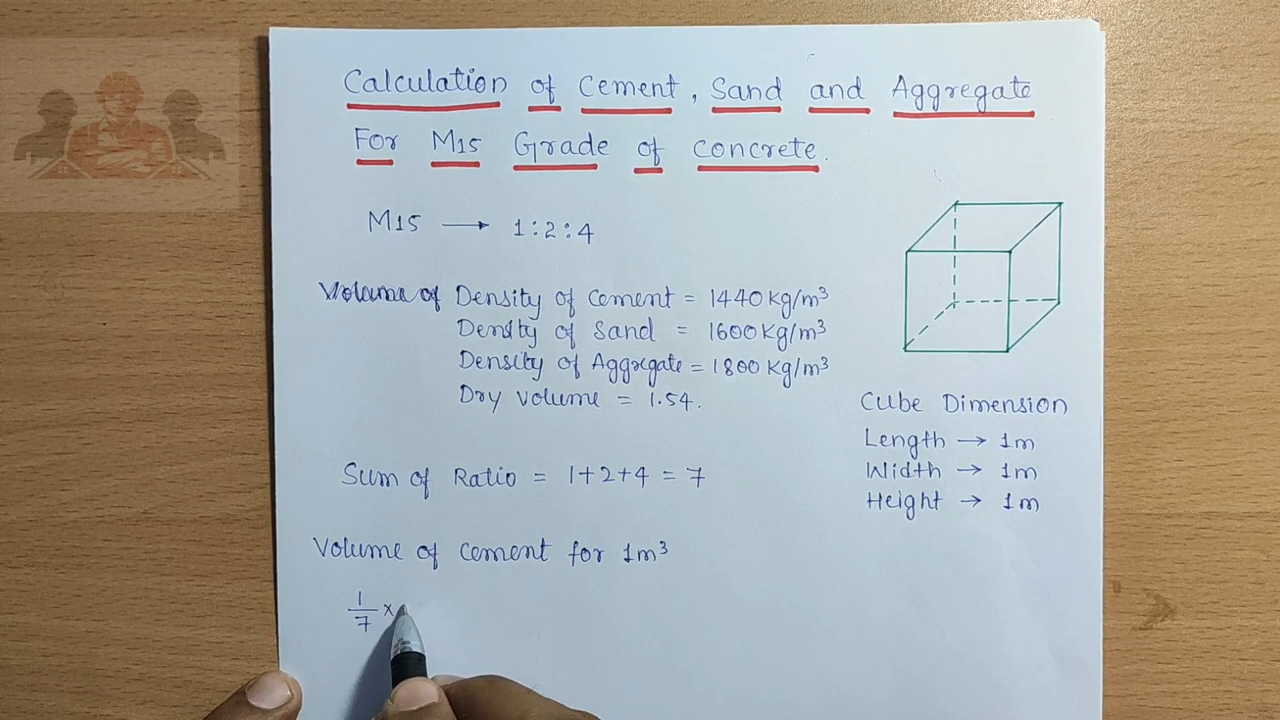 Calculation of Cement, Sand and Aggregate
For M15 Grade of Concrete.
M15 → 1:2:4
Volume of Density of Cement = 1440 kg/m³
Density of Sand = 1600 Kg/m³
Density of Aggregate = 1800 Kg/m³
Dry Volume = 1.54.
Sum of Ratio = 1+2+4 = 7
Volume of Cement for 1m³
1/7 ×
Cube Dimension
Length → 1m
Width → 1m
Height → 1m